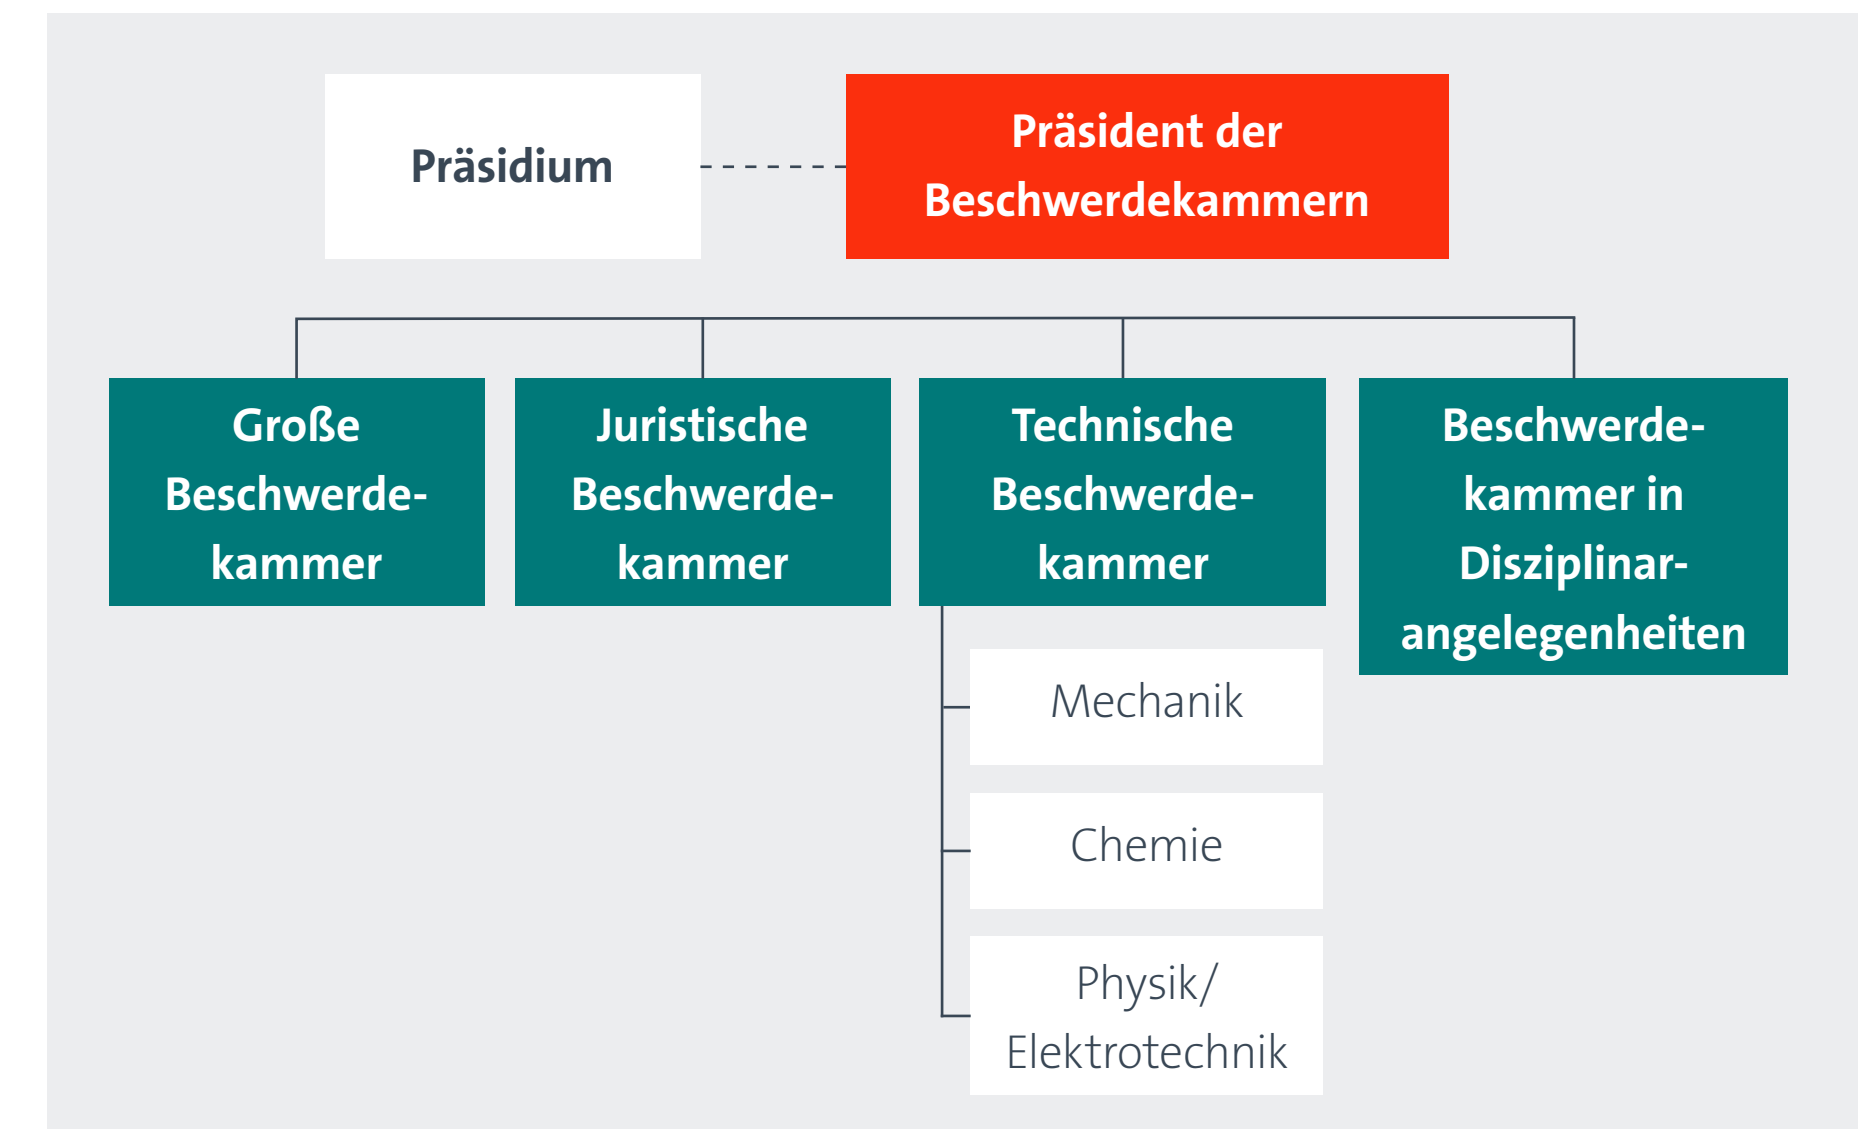 Präsidium
Präsident der
Beschwerdekammern
Große
Beschwerde-
kammer
Juristische
Beschwerde-
kammer
Technische
Beschwerde-
kammer
Beschwerde-
kammer in
Disziplinar-
angelegenheiten
Mechanik
Chemie
Physik/
Elektrotechnik